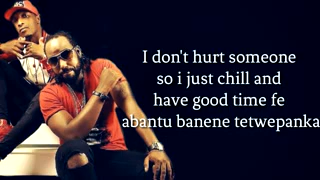 I don't hurt someone
so i just chill and
have good time fe
abantu banene tetwepanka